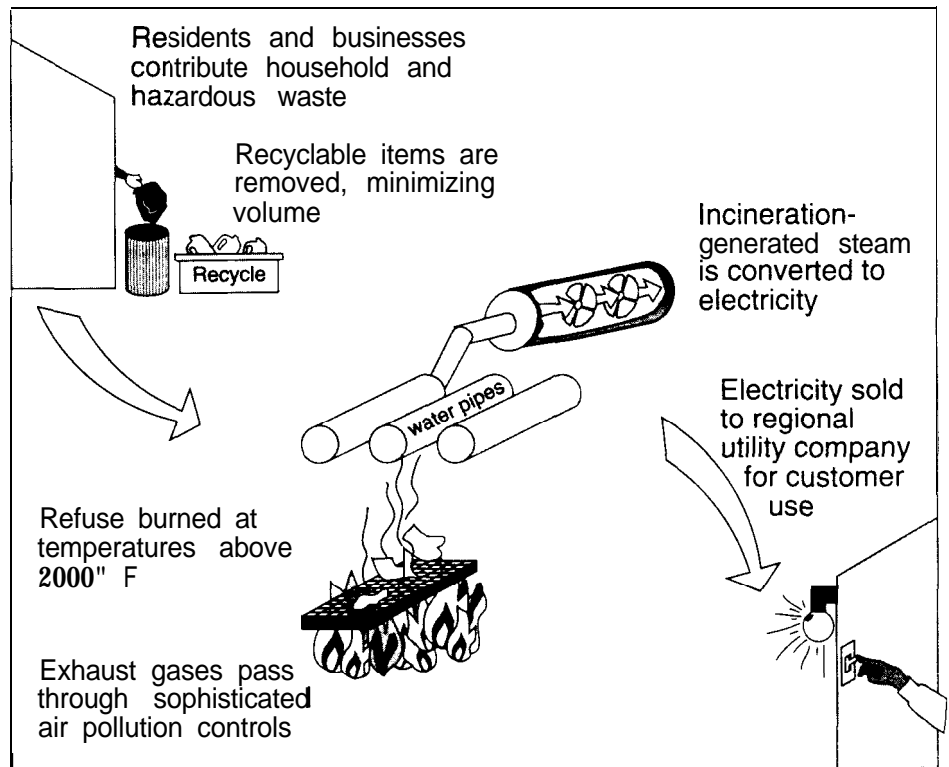 Residents and businesses
contribute household and
hazardous waste
Recyclable items are
removed, minimizing
volume
Recycle
Incineration-
generated steam
is converted to
electricity
water pipes
Electricity sold
to regional
utility company
for customer
use
Refuse burned at
temperatures above
2000" F
Exhaust gases pass
through sophisticated
air pollution controls